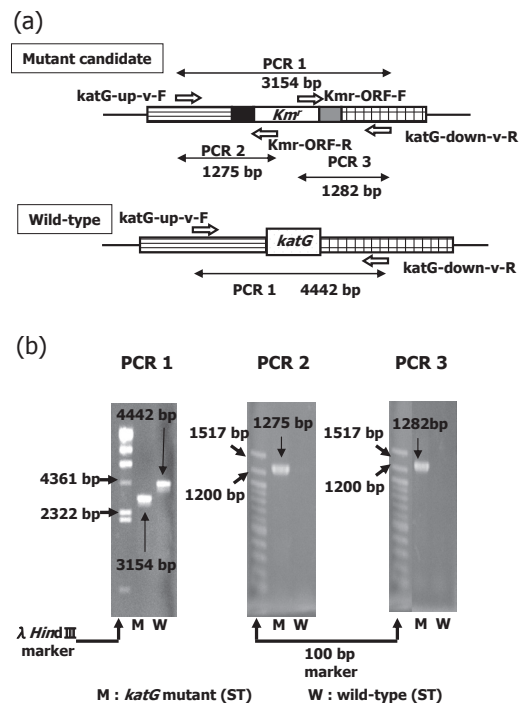 (a)
Mutant candidate
PCR 1
3154 bp
katG-up-v-F
Kmr-ORF-F
Kmʳ
Kmr-ORF-R
katG-down-v-R
PCR 2
1275 bp
PCR 3
1282 bp
Wild-type
katG-up-v-F
katG
katG-down-v-R
PCR 1 4442 bp
(b)
PCR 1 PCR 2 PCR 3
4442 bp
4361 bp
2322 bp
3154 bp
1517 bp
1275 bp
1200 bp
1517 bp
1282bp
1200 bp
M W
M W
M W
λ HindⅢ
marker
100 bp
marker
M : katG mutant (ST) W : wild-type (ST)